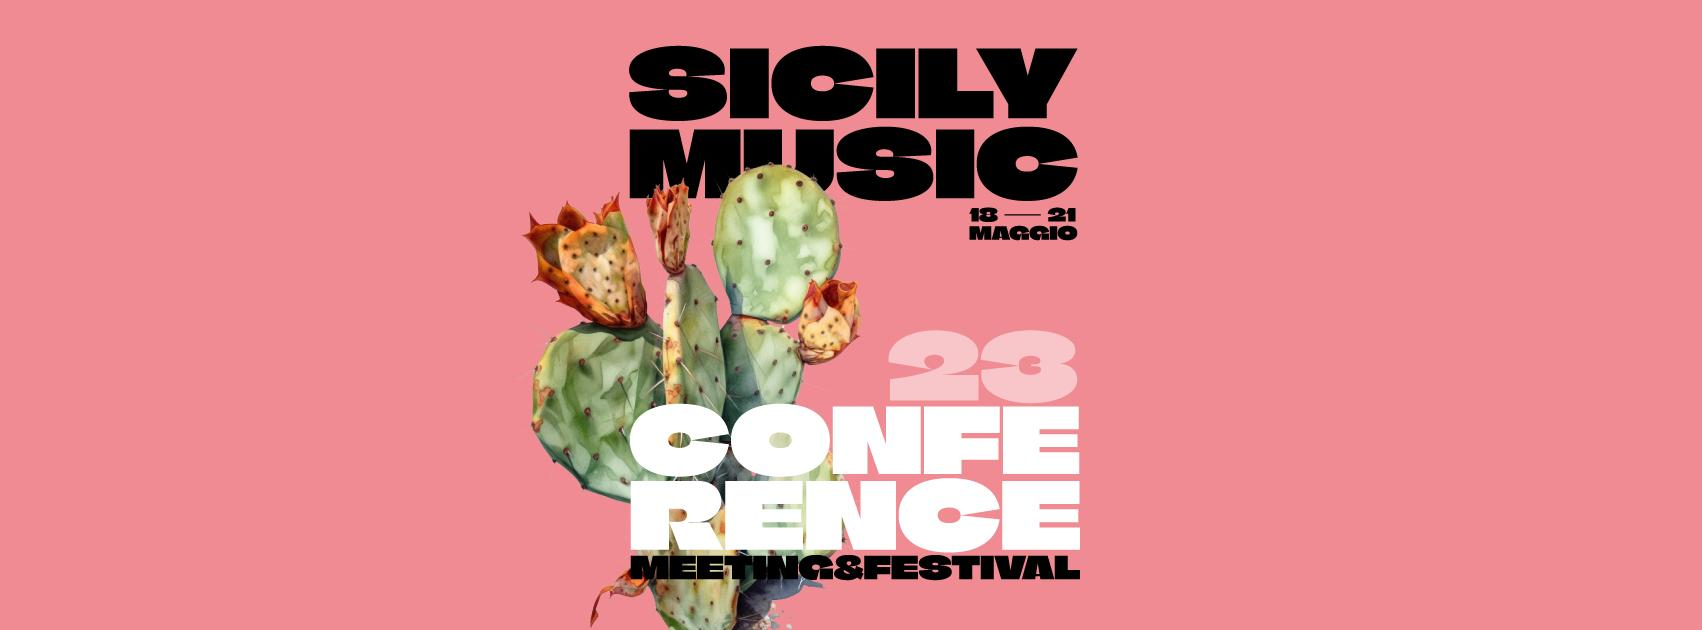 SICILY
MUSIC
18 — 21
MAGGIO
23
CONFE
RENCE
MEETING&FESTIVAL